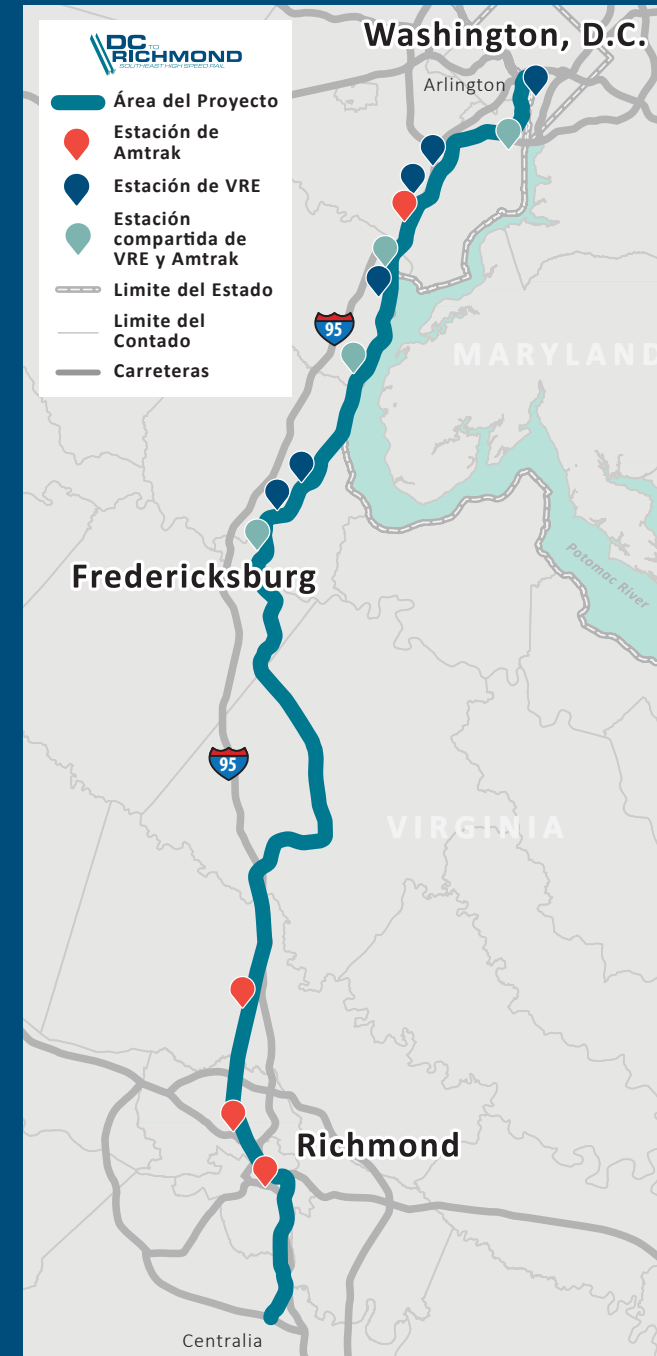 DC TO
RICHMOND
SOUTHEAST HIGH SPEED RAIL
Área del Proyecto
Estación de
Amtrak
Estación de VRE
Estación
compartida de
VRE y Amtrak
Limite del Estado
Limite del
Contado
Carreteras
Washington, D.C.
Arlington
95
MARYLAND
Potomac River
Fredericksburg
95
VIRGINIA
Richmond
Centralia